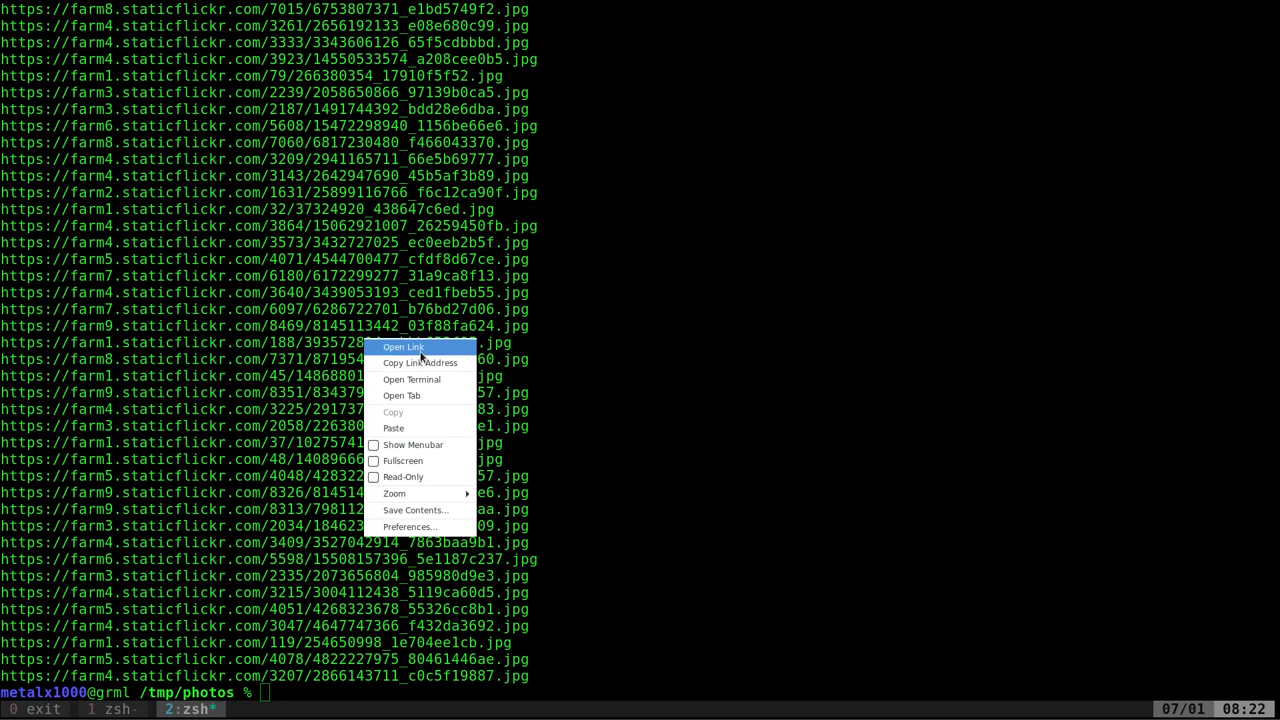 https://farm8.staticflickr.com/7015/6753807371_e1bd5749f2.jpg
https://farm4.staticflickr.com/3261/2656192133_e08e680c99.jpg
https://farm4.staticflickr.com/3333/3343606126_65f5cdbbbd.jpg
https://farm4.staticflickr.com/3923/14550533574_a208cee0b5.jpg
https://farm1.staticflickr.com/79/266380354_17910f5f52.jpg
https://farm3.staticflickr.com/2239/2058650866_97139b0ca5.jpg
https://farm3.staticflickr.com/2187/1491744392_bdd28e6dba.jpg
https://farm6.staticflickr.com/5608/15472298940_1156be66e6.jpg
https://farm8.staticflickr.com/7060/6817230480_f466043370.jpg
https://farm4.staticflickr.com/3209/2941165711_66e5b69777.jpg
https://farm4.staticflickr.com/3143/2642947690_45b5af3b89.jpg
https://farm2.staticflickr.com/1631/25899116766_f6c12ca90f.jpg
https://farm1.staticflickr.com/32/37324920_438647c6ed.jpg
https://farm4.staticflickr.com/3864/15062921007_26259450fb.jpg
https://farm4.staticflickr.com/3573/3432727025_ec0eeb2b5f.jpg
https://farm5.staticflickr.com/4071/4544700477_cfdf8d67ce.jpg
https://farm7.staticflickr.com/6180/6172299277_31a9ca8f13.jpg
https://farm4.staticflickr.com/3640/3439053193_ced1fbeb55.jpg
https://farm7.staticflickr.com/6097/6286722701_b76bd27d06.jpg
https://farm9.staticflickr.com/8469/8145113442_03f88fa624.jpg
https://farm1.staticflickr.com/188/3935728 .jpg
https://farm8.staticflickr.com/7371/871954 60.jpg
https://farm1.staticflickr.com/45/14868801 jpg
https://farm9.staticflickr.com/8351/834379 57.jpg
https://farm4.staticflickr.com/3225/291737 83.jpg
https://farm3.staticflickr.com/2058/226380 e1.jpg
https://farm1.staticflickr.com/37/10275741 jpg
https://farm1.staticflickr.com/48/14089666 jpg
https://farm5.staticflickr.com/4048/428322 57.jpg
https://farm9.staticflickr.com/8326/814514 e6.jpg
https://farm9.staticflickr.com/8313/798112 aa.jpg
https://farm3.staticflickr.com/2034/184623 09.jpg
https://farm4.staticflickr.com/3409/3527042914_7863baa9b1.jpg
https://farm6.staticflickr.com/5598/15508157396_5e1187c237.jpg
https://farm3.staticflickr.com/2335/2073656804_985980d9e3.jpg
https://farm4.staticflickr.com/3215/3004112438_5119ca60d5.jpg
https://farm5.staticflickr.com/4051/4268323678_55326cc8b1.jpg
https://farm4.staticflickr.com/3047/4647747366_f432da3692.jpg
https://farm1.staticflickr.com/119/254650998_1e704ee1cb.jpg
https://farm5.staticflickr.com/4078/4822227975_80461446ae.jpg
https://farm4.staticflickr.com/3207/2866143711_c0c5f19887.jpg
metalx1000@grml /tmp/photos %
0 exit 1 zsh- 2:zsh* 07/01 08:22
Open Link
Copy Link Address
Open Terminal
Open Tab
Copy
Paste
Show Menubar
Fullscreen
Read-Only
Zoom
Save Contents...
Preferences...